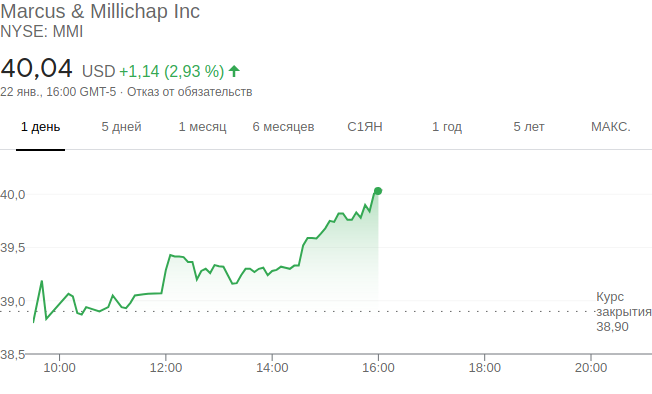 Marcus & Millichap Inc
NYSE: MMI
40,04 USD +1,14 (2,93 %)
22 янв., 16:00 GMT-5 · Отказ от обязательств
1 день 5 дней 1 месяц 6 месяцев С1ЯН 1 год 5 лет МАКС.
40,0
39,5
39,0
Курс
закрытия
38,90
38,5
10:00 12:00 14:00 16:00 18:00 20:00